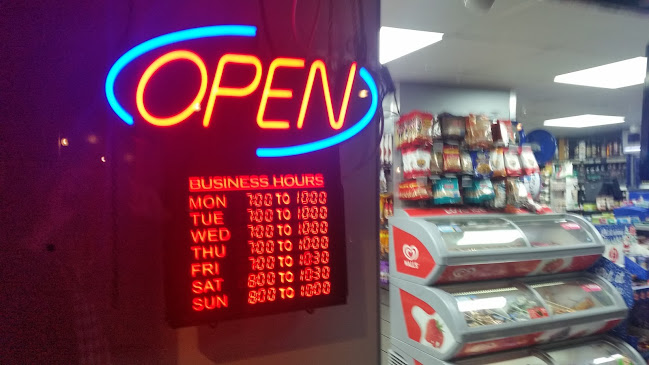 OPEN
BUSINESS HOURS
MON 7:00 TO 10:00
TUE 7:00 TO 10:00
WED 7:00 TO 10:00
THU 7:00 TO 10:00
FRI 7:00 TO 10:30
SAT 8:00 TO 10:30
SUN 8:00 TO 10:00
WALL'S